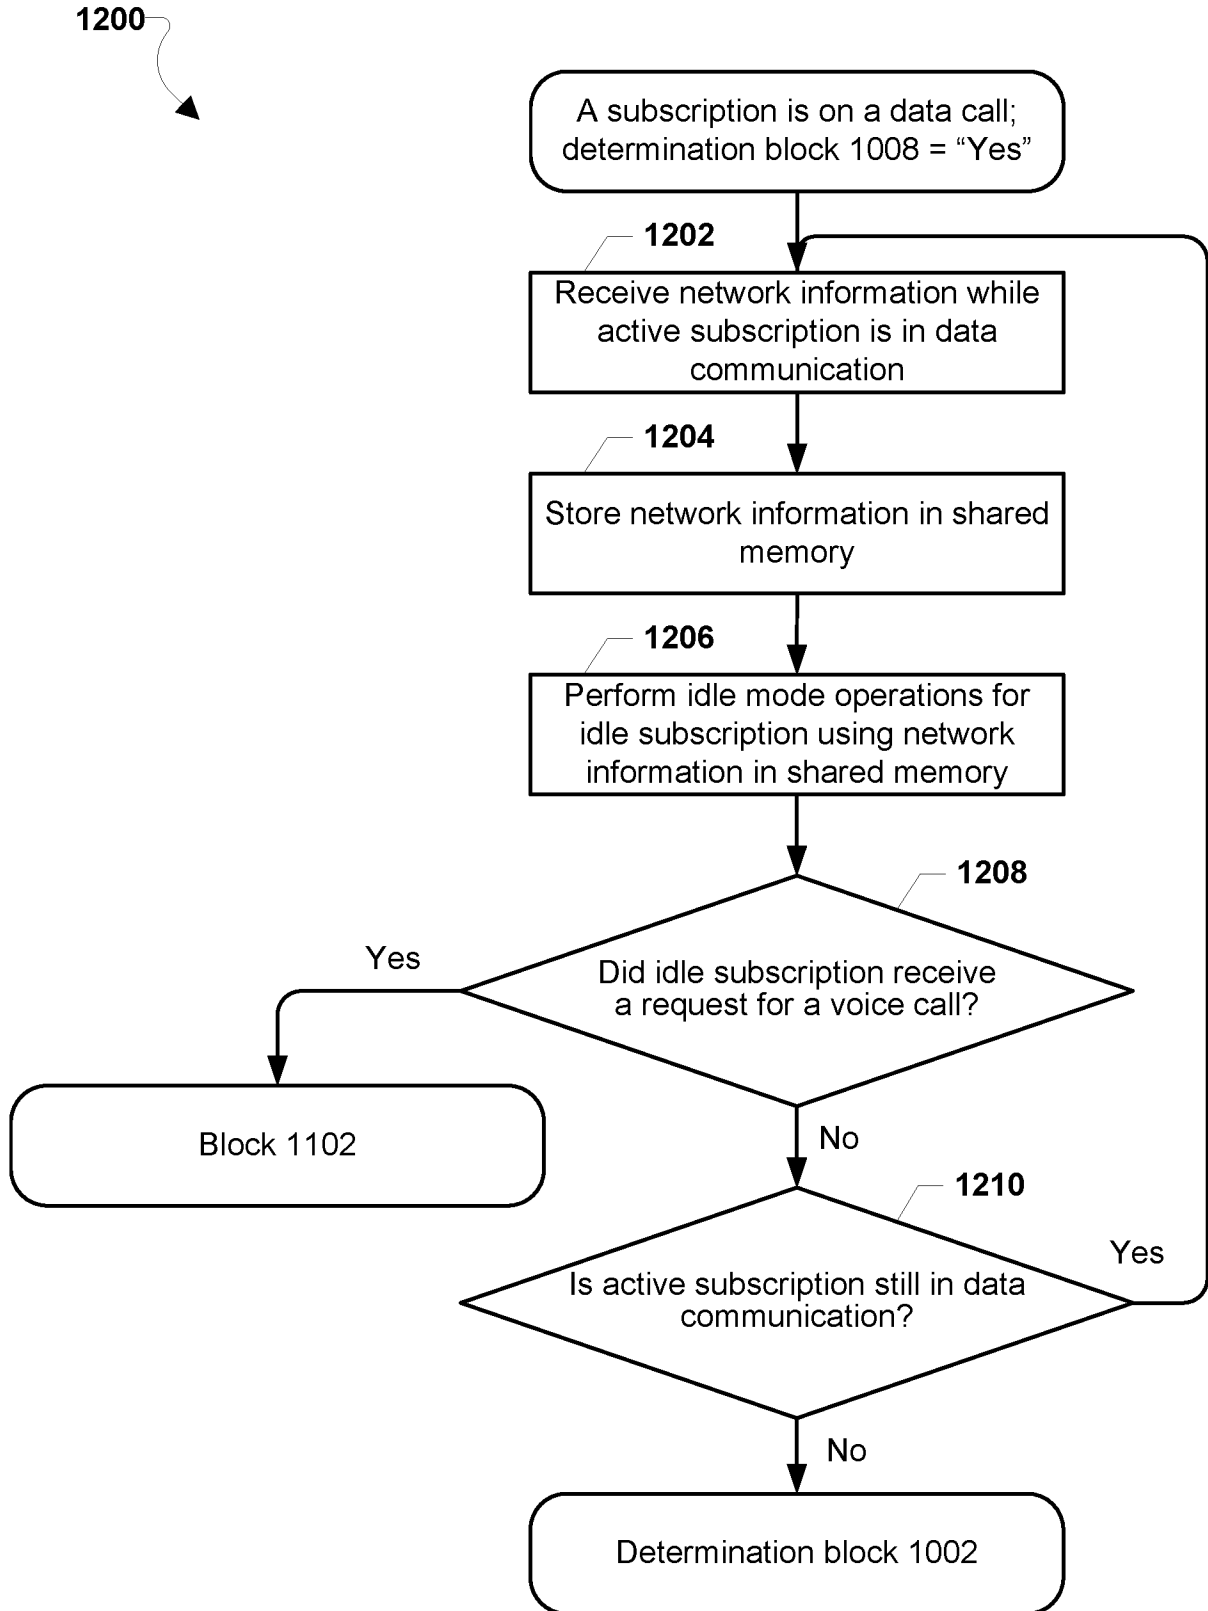 1200
A subscription is on a data call;
determination block 1008 = “Yes”
1202
Receive network information while
active subscription is in data
communication
1204
Store network information in shared
memory
1206
Perform idle mode operations for
idle subscription using network
information in shared memory
1208
Did idle subscription receive
a request for a voice call?
Yes
Block 1102
No
1210
Is active subscription still in data
communication?
Yes
No
Determination block 1002